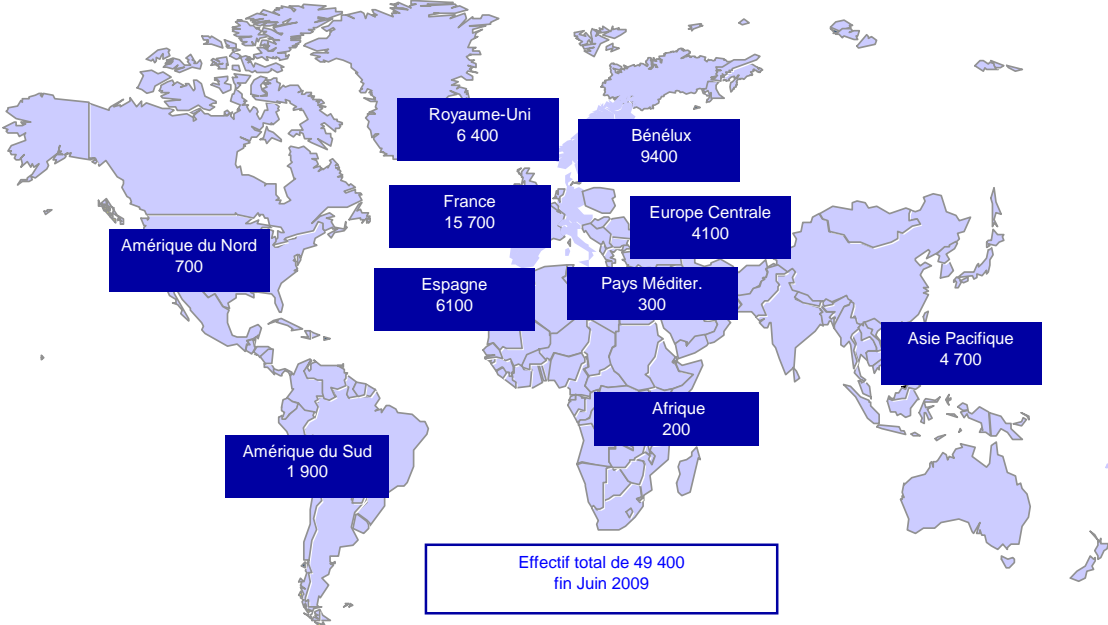 Royaume-Uni
6 400
Bénélux
9400
France
15 700
Europe Centrale
4100
Amérique du Nord
700
Espagne
6100
Pays Méditer.
300
Asie Pacifique
4 700
Afrique
200
Amérique du Sud
1 900
Effectif total de 49 400
fin Juin 2009